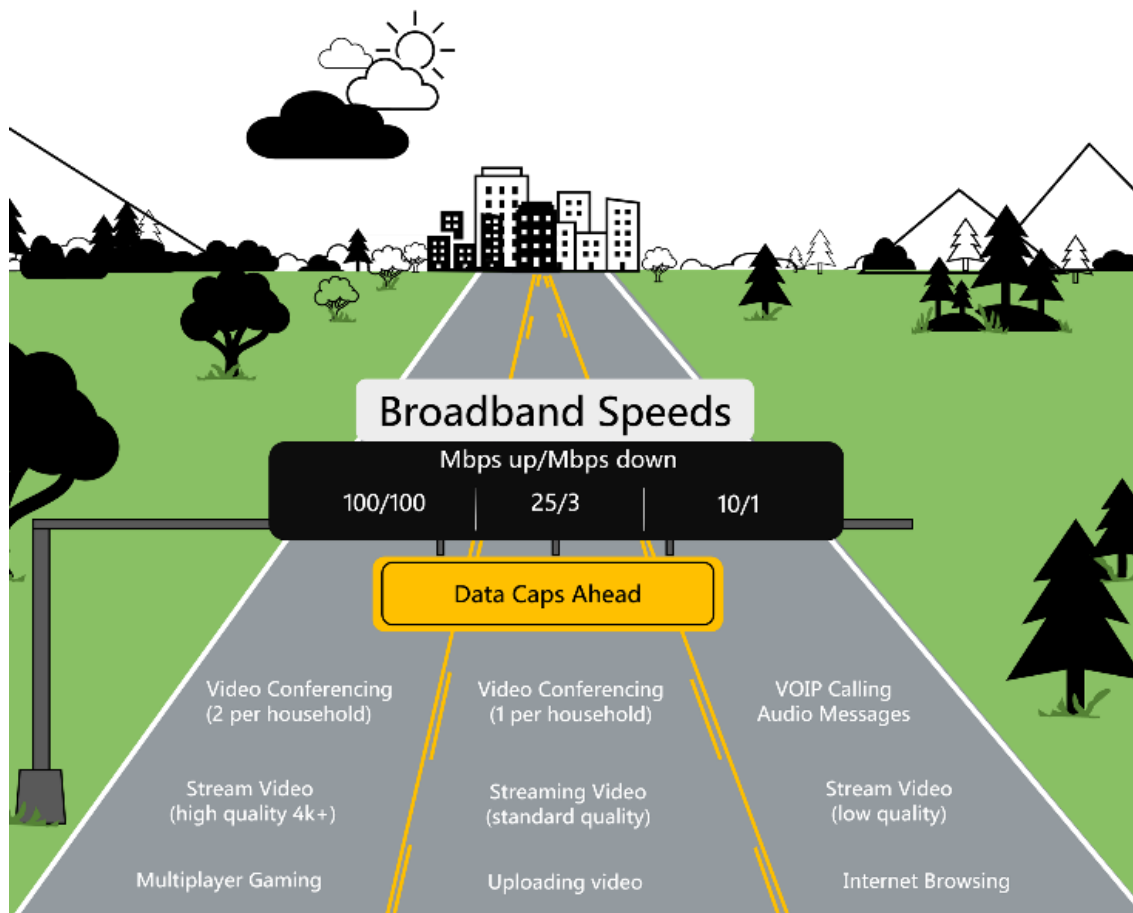 Broadband Speeds
Mbps up/Mbps down
100/100
25/3
10/1
Data Caps Ahead
Video Conferencing
(2 per household)
Video Conferencing
(1 per household)
VOIP Calling
Audio Messages
Stream Video
(high quality 4k+)
Streaming Video
(standard quality)
Stream Video
(low quality)
Multiplayer Gaming
Uploading video
Internet Browsing